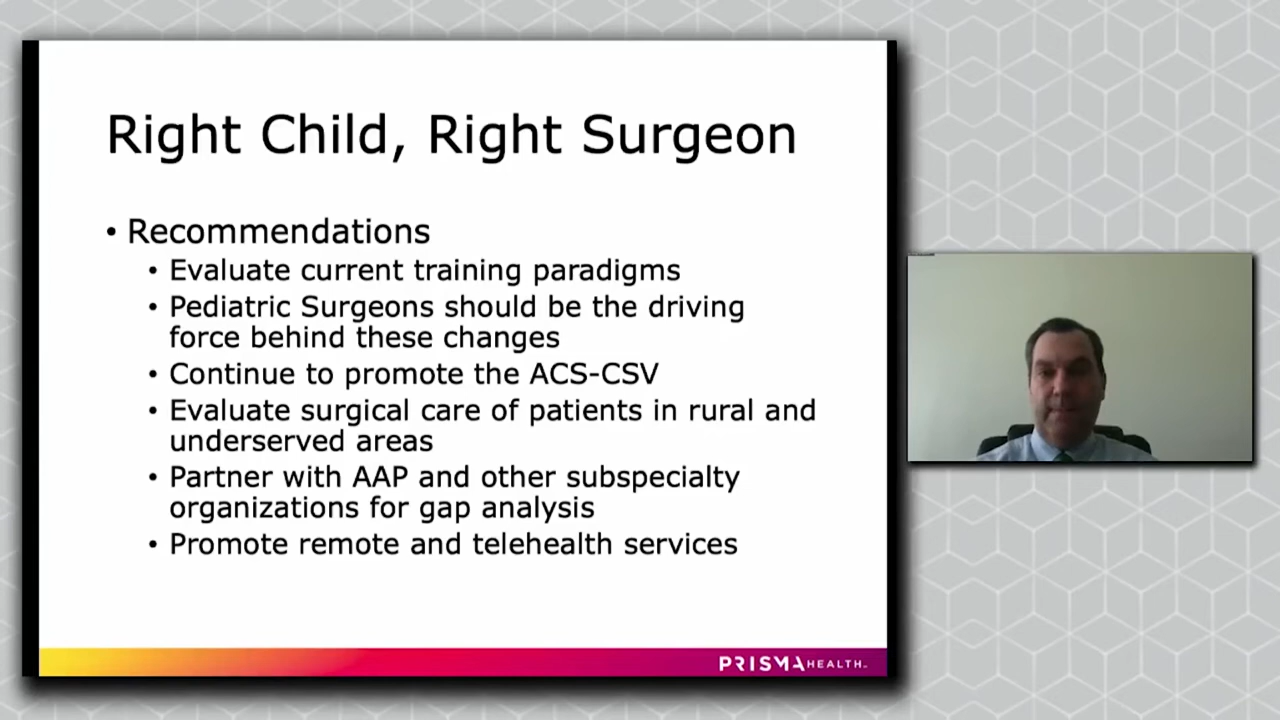 Right Child, Right Surgeon
• Recommendations
• Evaluate current training paradigms
• Pediatric Surgeons should be the driving
force behind these changes
• Continue to promote the ACS-CSV
• Evaluate surgical care of patients in rural and
underserved areas
• Partner with AAP and other subspecialty
organizations for gap analysis
• Promote remote and telehealth services
PRISMA HEALTH™